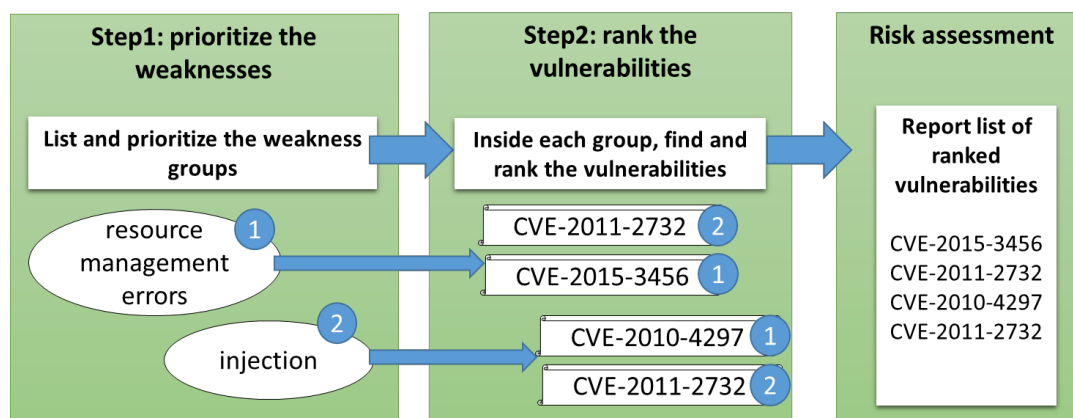 Step1: prioritize the
weaknesses
List and prioritize the weakness
groups
resource
management
errors
1
injection
2
Step2: rank the
vulnerabilities
Inside each group, find and
rank the vulnerabilities
CVE-2011-2732 2
CVE-2015-3456 1
CVE-2010-4297 1
CVE-2011-2732 2
Risk assessment
Report list of
ranked
vulnerabilities
CVE-2015-3456
CVE-2011-2732
CVE-2010-4297
CVE-2011-2732